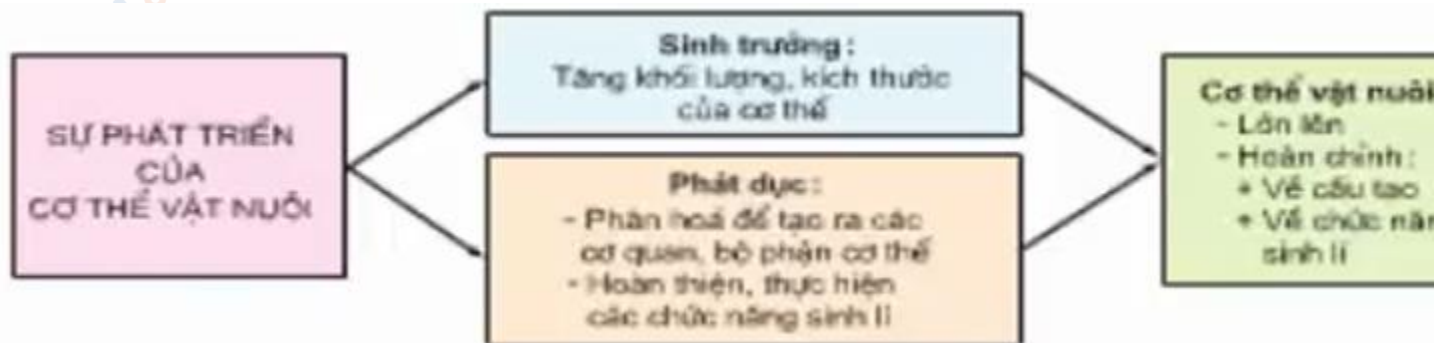 SỰ PHÁT TRIỂN
CỦA
CƠ THỂ VẬT NUÔI
Sinh trưởng :
Tăng khối lượng, kích thước
của cơ thể
Phát dục :
- Phân hoá để tạo ra các
cơ quan, bộ phận cơ thể
- Hoàn thiện, thực hiện
các chức năng sinh lí
Cơ thể vật nuôi
- Lớn lên
- Hoàn chỉnh :
+ Về cấu tạo
+ Về chức năn
sinh lí